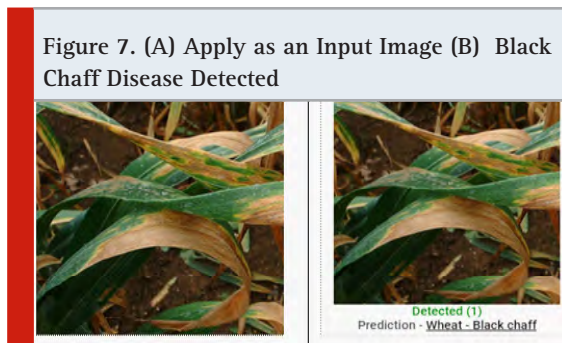 Figure 7. (A) Apply as an Input Image (B) Black
Chaff Disease Detected
Detected (1)
Prediction - Wheat - Black chaff